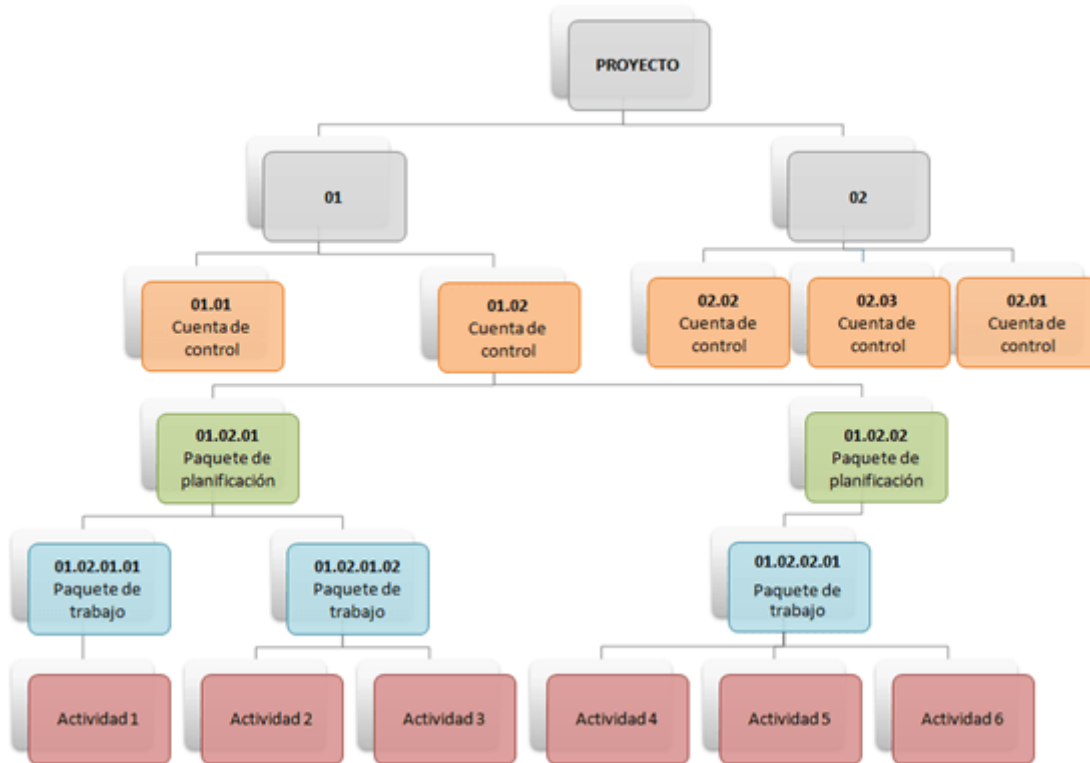 PROYECTO
01
02
01.01
Cuenta de
control
01.02
Cuenta de
control
02.02
Cuenta de
control
02.03
Cuenta de
control
02.01
Cuenta de
control
01.02.01
Paquete de
planificación
01.02.02
Paquete de
planificación
01.02.01.01
Paquete de
trabajo
01.02.01.02
Paquete de
trabajo
01.02.02.01
Paquete de
trabajo
Actividad 1
Actividad 2
Actividad 3
Actividad 4
Actividad 5
Actividad 6